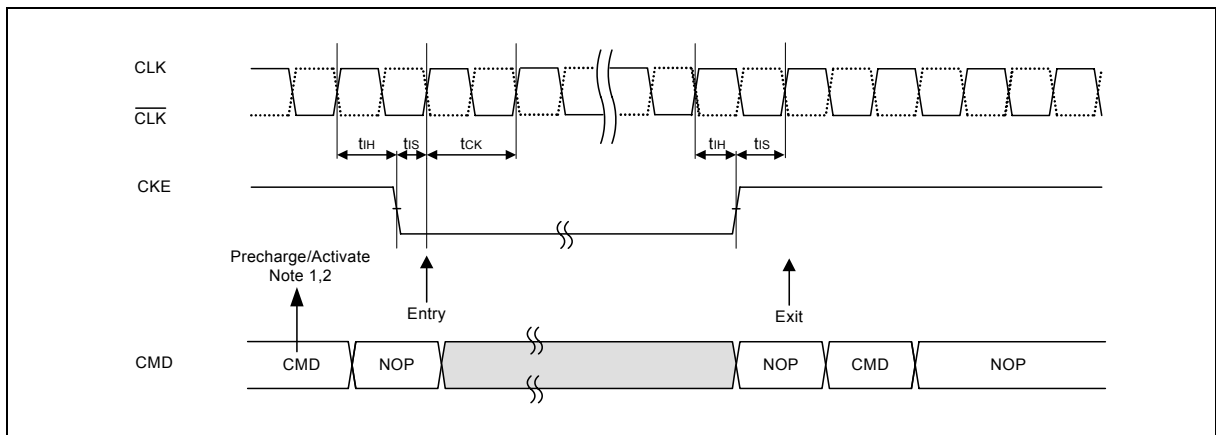 CLK
C̅L̅K̅
tIH tIS tCK tIH tIS
CKE
Precharge/Activate
Note 1,2
Entry
Exit
CMD
CMD NOP NOP CMD NOP